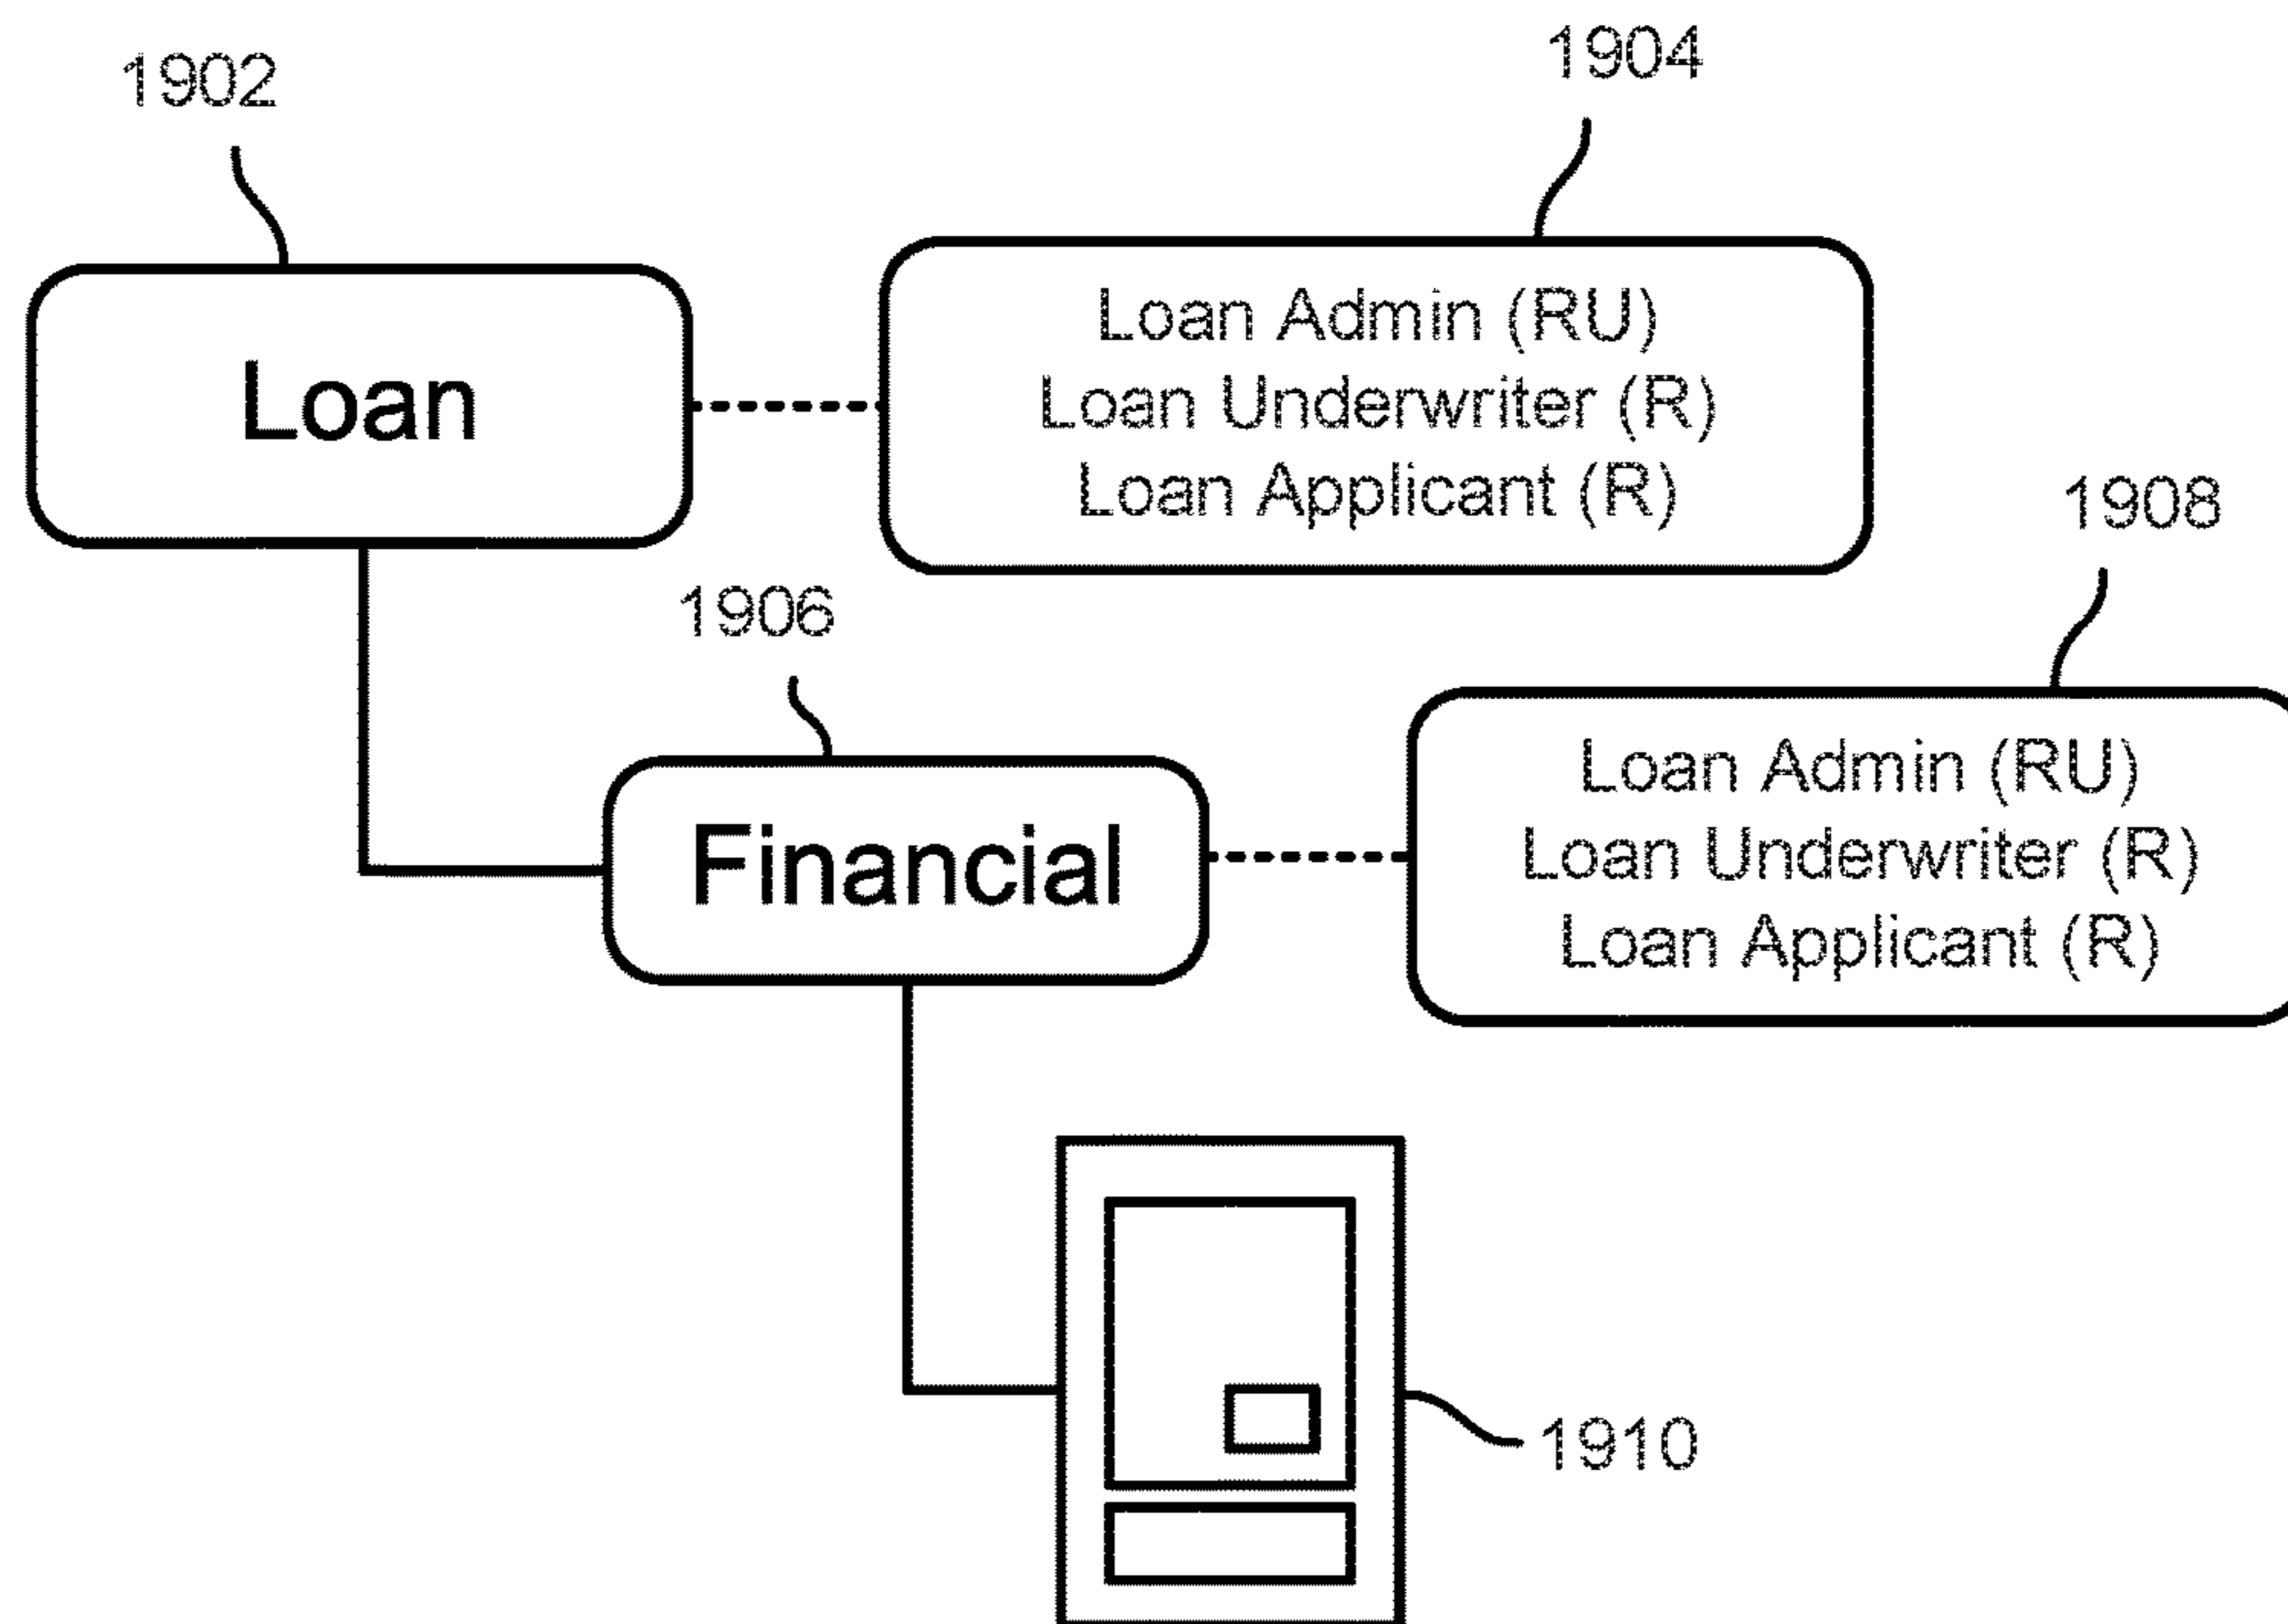 1902
1904
Loan
Loan Admin (RU)
Loan Underwriter (R)
Loan Applicant (R)
1906
1908
Financial
Loan Admin (RU)
Loan Underwriter (R)
Loan Applicant (R)
1910